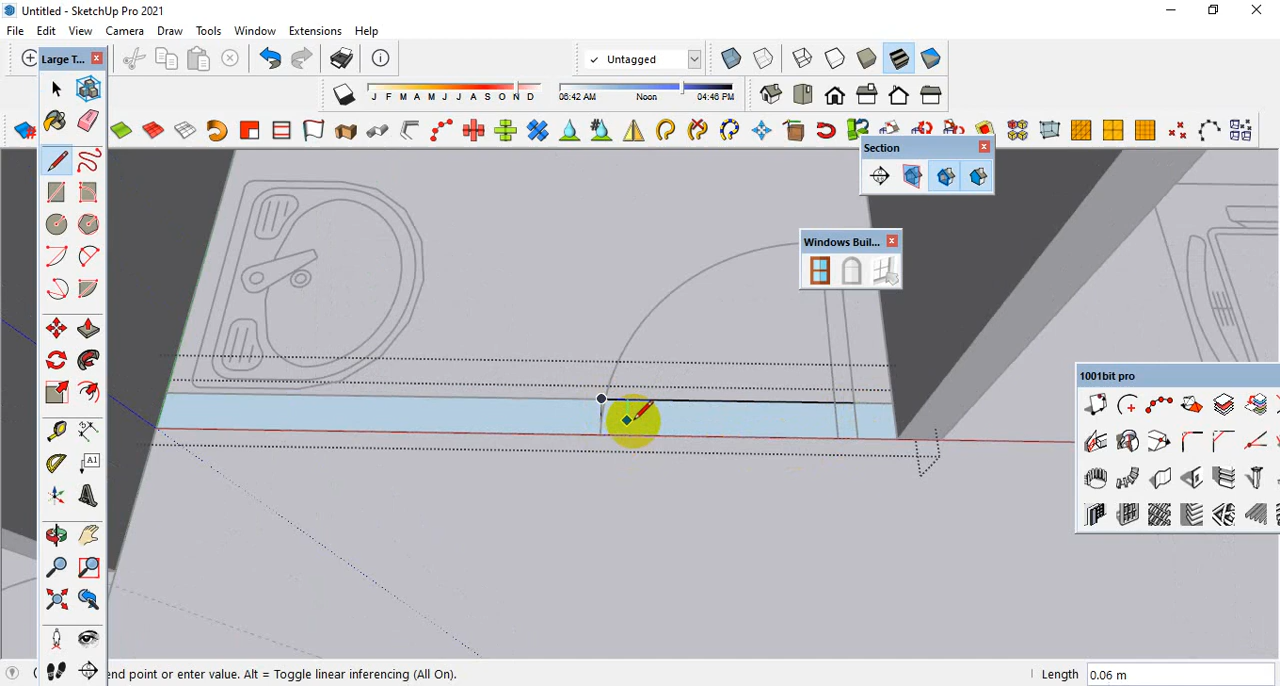 Untitled - SketchUp Pro 2021
File Edit View Camera Draw Tools Window Extensions Help
Large T...
Untagged
J F M A M J J A S O N D
06:42 AM Noon 04:46 PM
Section
Windows Buil...
1001bit pro
A1
end point or enter value. Alt = Toggle linear inferencing (All On).
Length 0.06 m